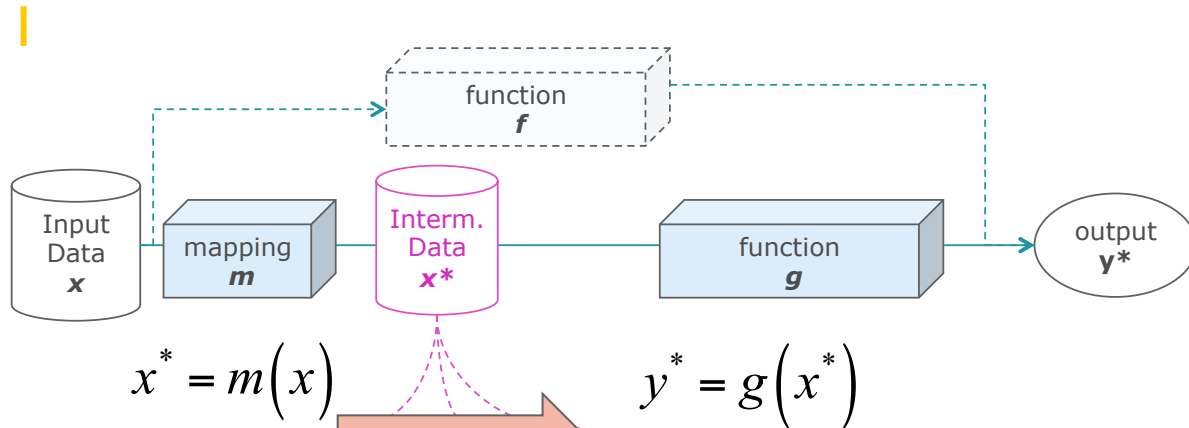 function
f
Input
Data
x
mapping
m
Interm.
Data
x*
function
g
output
y*
x* = m(x)
y* = g(x*)